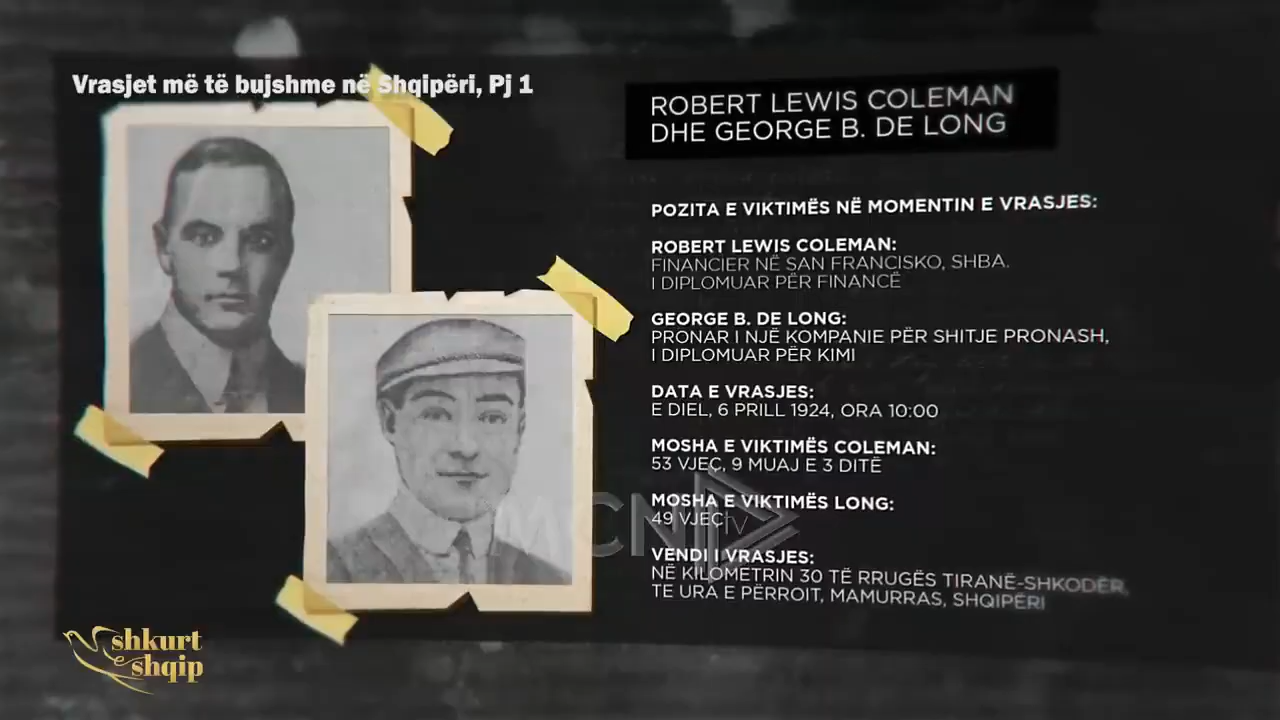 Vrasjet më të bujshme në Shqipëri, Pj 1
ROBERT LEWIS COLEMAN
DHE GEORGE B. DE LONG
POZITA E VIKTIMËS NË MOMENTIN E VRASJES:
ROBERT LEWIS COLEMAN:
FINANCIER NË SAN FRANCISKO, SHBA.
I DIPLOMUAR PËR FINANCË
GEORGE B. DE LONG:
PRONAR I NJË KOMPANIE PËR SHITJE PRONASH,
I DIPLOMUAR PËR KIMI
DATA E VRASJES:
E DIEL, 6 PRILL 1924, ORA 10:00
MOSHA E VIKTIMËS COLEMAN:
53 VJEÇ, 9 MUAJ E 3 DITË
MOSHA E VIKTIMËS LONG:
49 VJEÇ
VENDI I VRASJES:
NË KILOMETRIN 30 TË RRUGËS TIRANË-SHKODËR,
TE URA E PËRROIT, MAMURRAS, SHQIPËRI
MCN tv
shkurt
e shqip